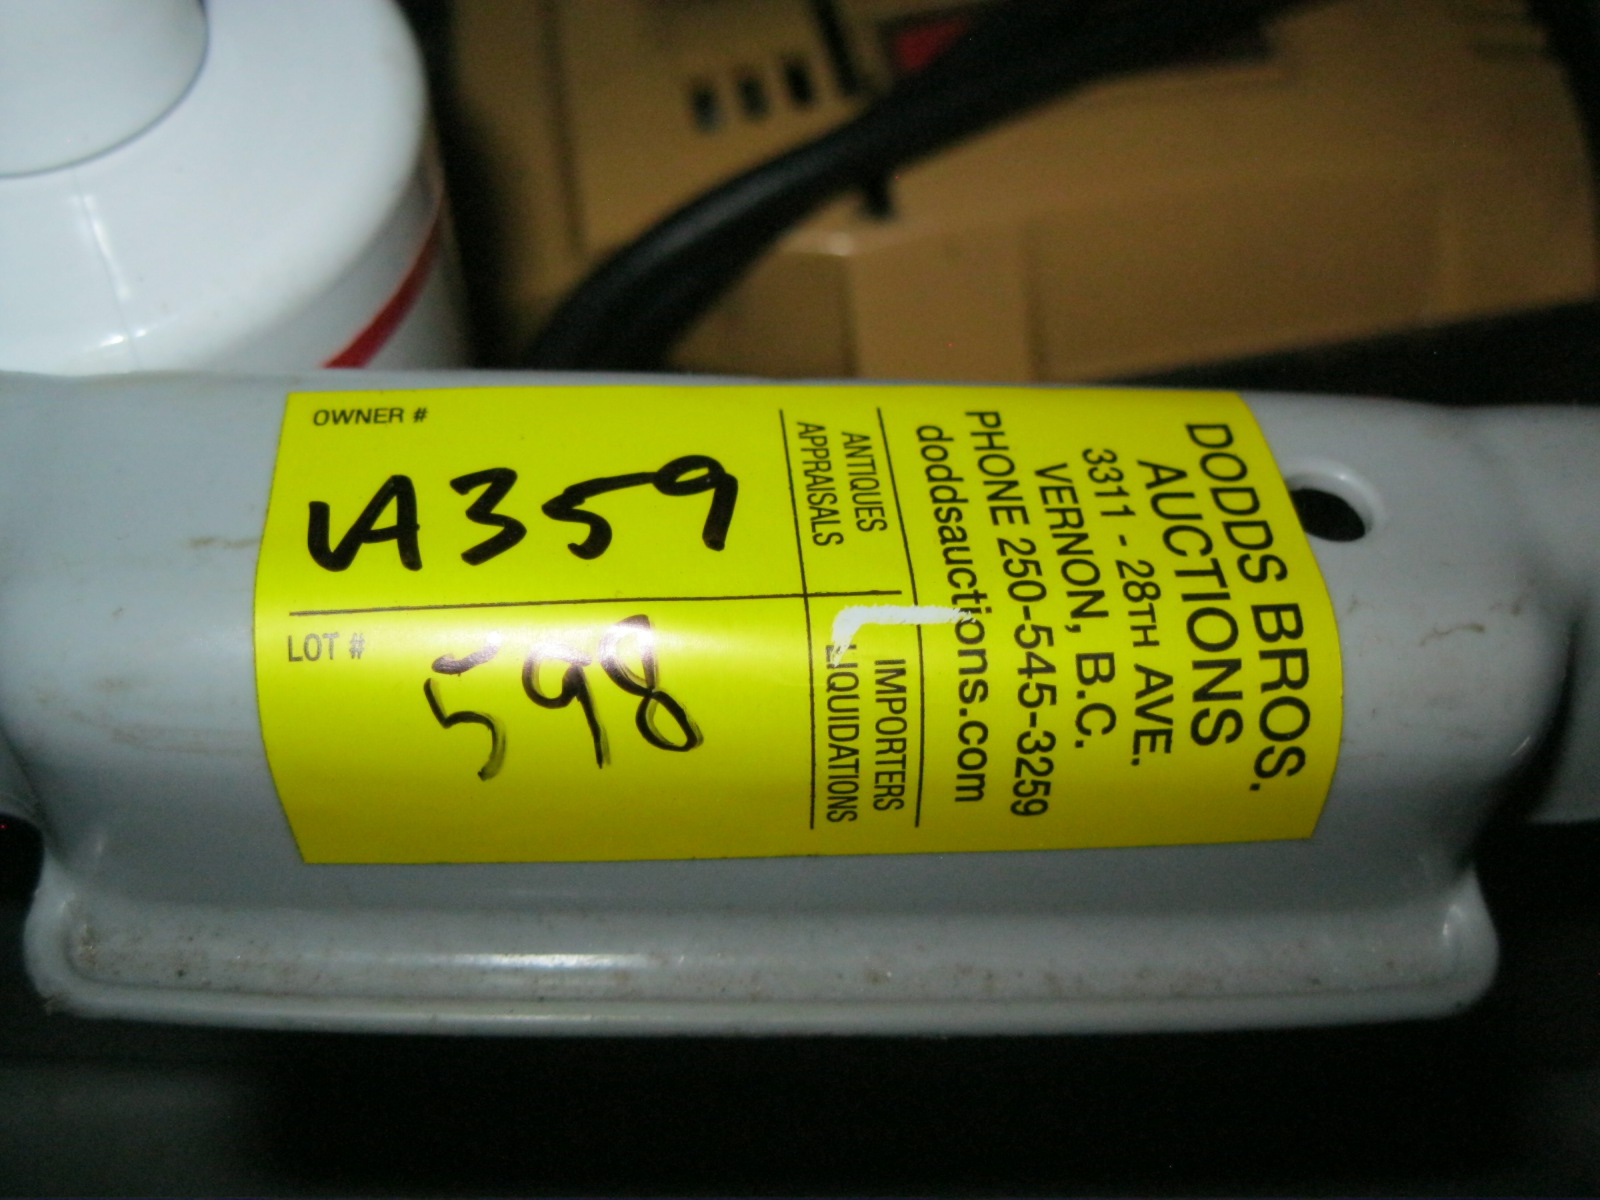 DODDS BROS.
AUCTIONS
3311 - 28TH AVE.
VERNON, B.C.
PHONE 250-545-3259
doddsauctions.com
ANTIQUES
APPRAISALS
IMPORTERS
LIQUIDATIONS
OWNER #
VA359
LOT #
598